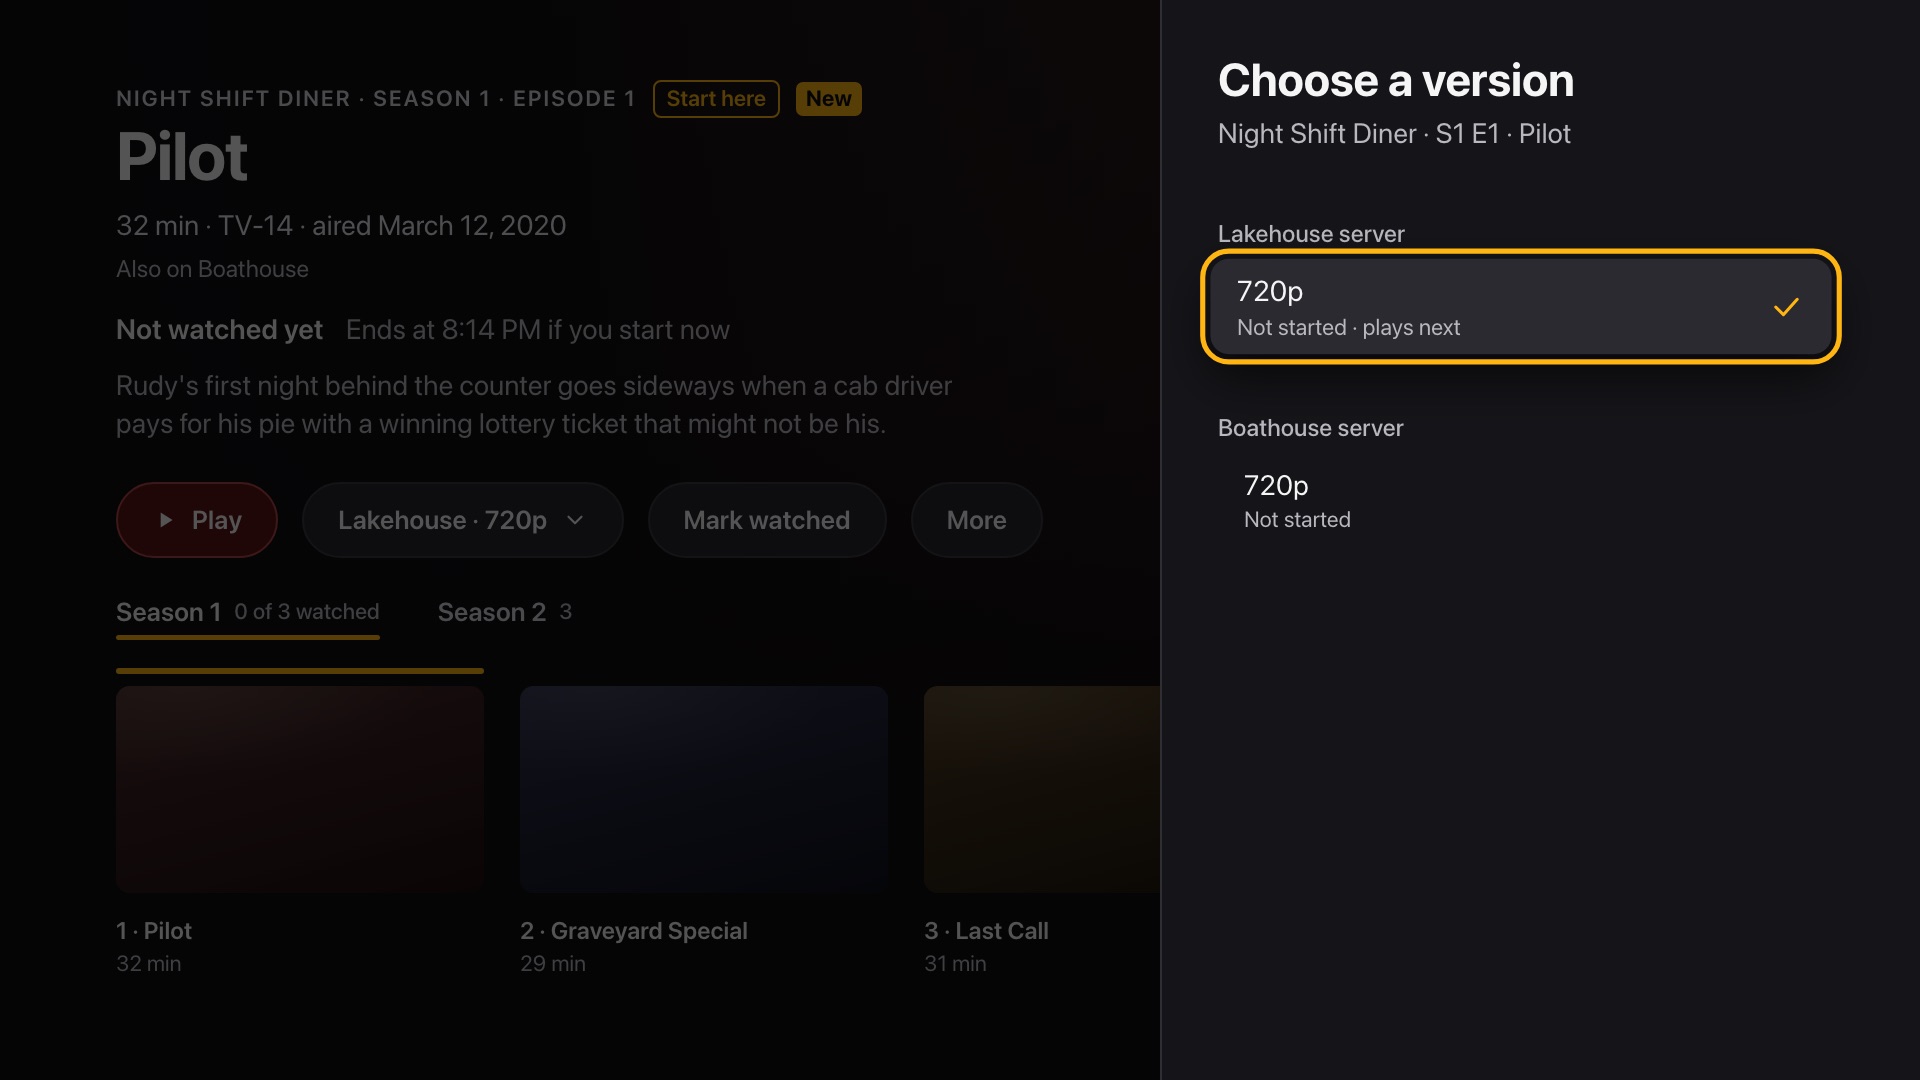 NIGHT SHIFT DINER · SEASON 1 · EPISODE 1 Start here New
Pilot
32 min · TV-14 · aired March 12, 2020
Also on Boathouse
Not watched yet Ends at 8:14 PM if you start now
Rudy's first night behind the counter goes sideways when a cab driver
pays for his pie with a winning lottery ticket that might not be his.
Play Lakehouse · 720p Mark watched More
Season 1 0 of 3 watched Season 2 3
1 · Pilot
32 min
2 · Graveyard Special
29 min
3 · Last Call
31 min
Choose a version
Night Shift Diner · S1 E1 · Pilot
Lakehouse server
720p
Not started · plays next
Boathouse server
720p
Not started